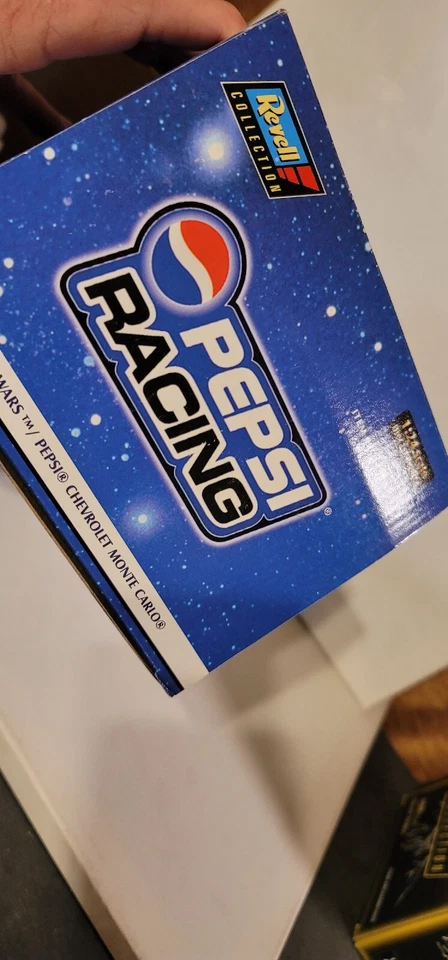 Revell
COLLECTION
PEPSI
RACING
®
WARS™/ PEPSI® CHEVROLET MONTE CARLO®